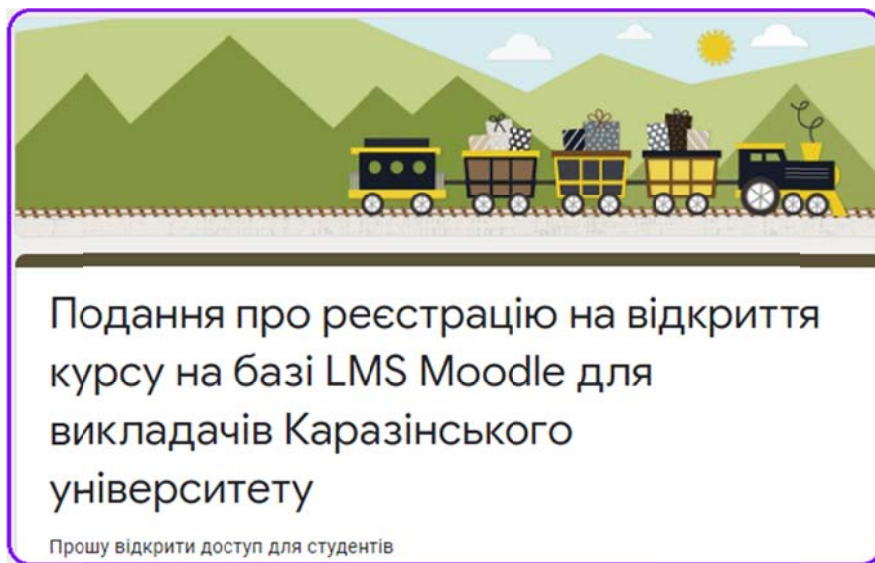 Подання про реєстрацію на відкриття
курсу на базі LMS Moodle для
викладачів Каразінського
університету
Прошу відкрити доступ для студентів